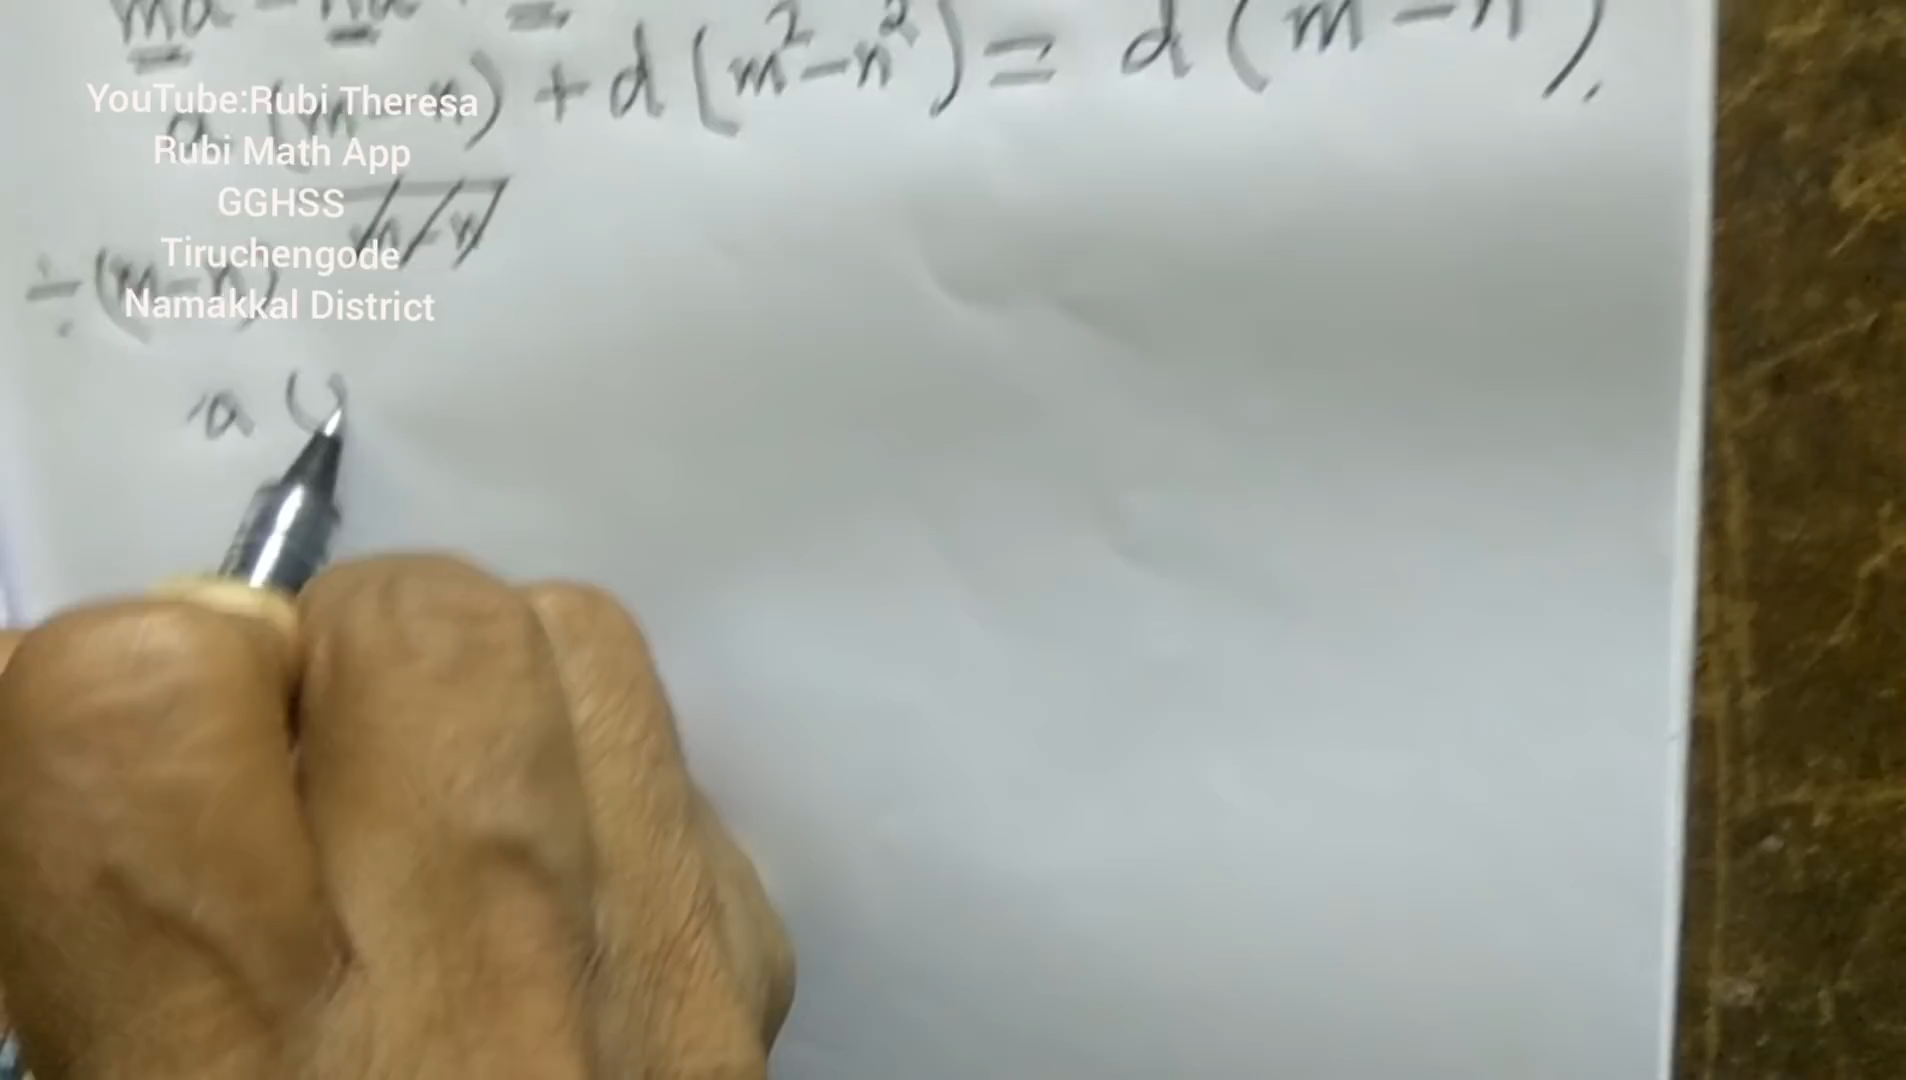 ma - na =
a (m-n) + d (m²-n²) = d (m-n).
YouTube:Rubi Theresa
Rubi Math App
GGHSS
Tiruchengode
Namakkal District
m-n
÷(m-n)
a (